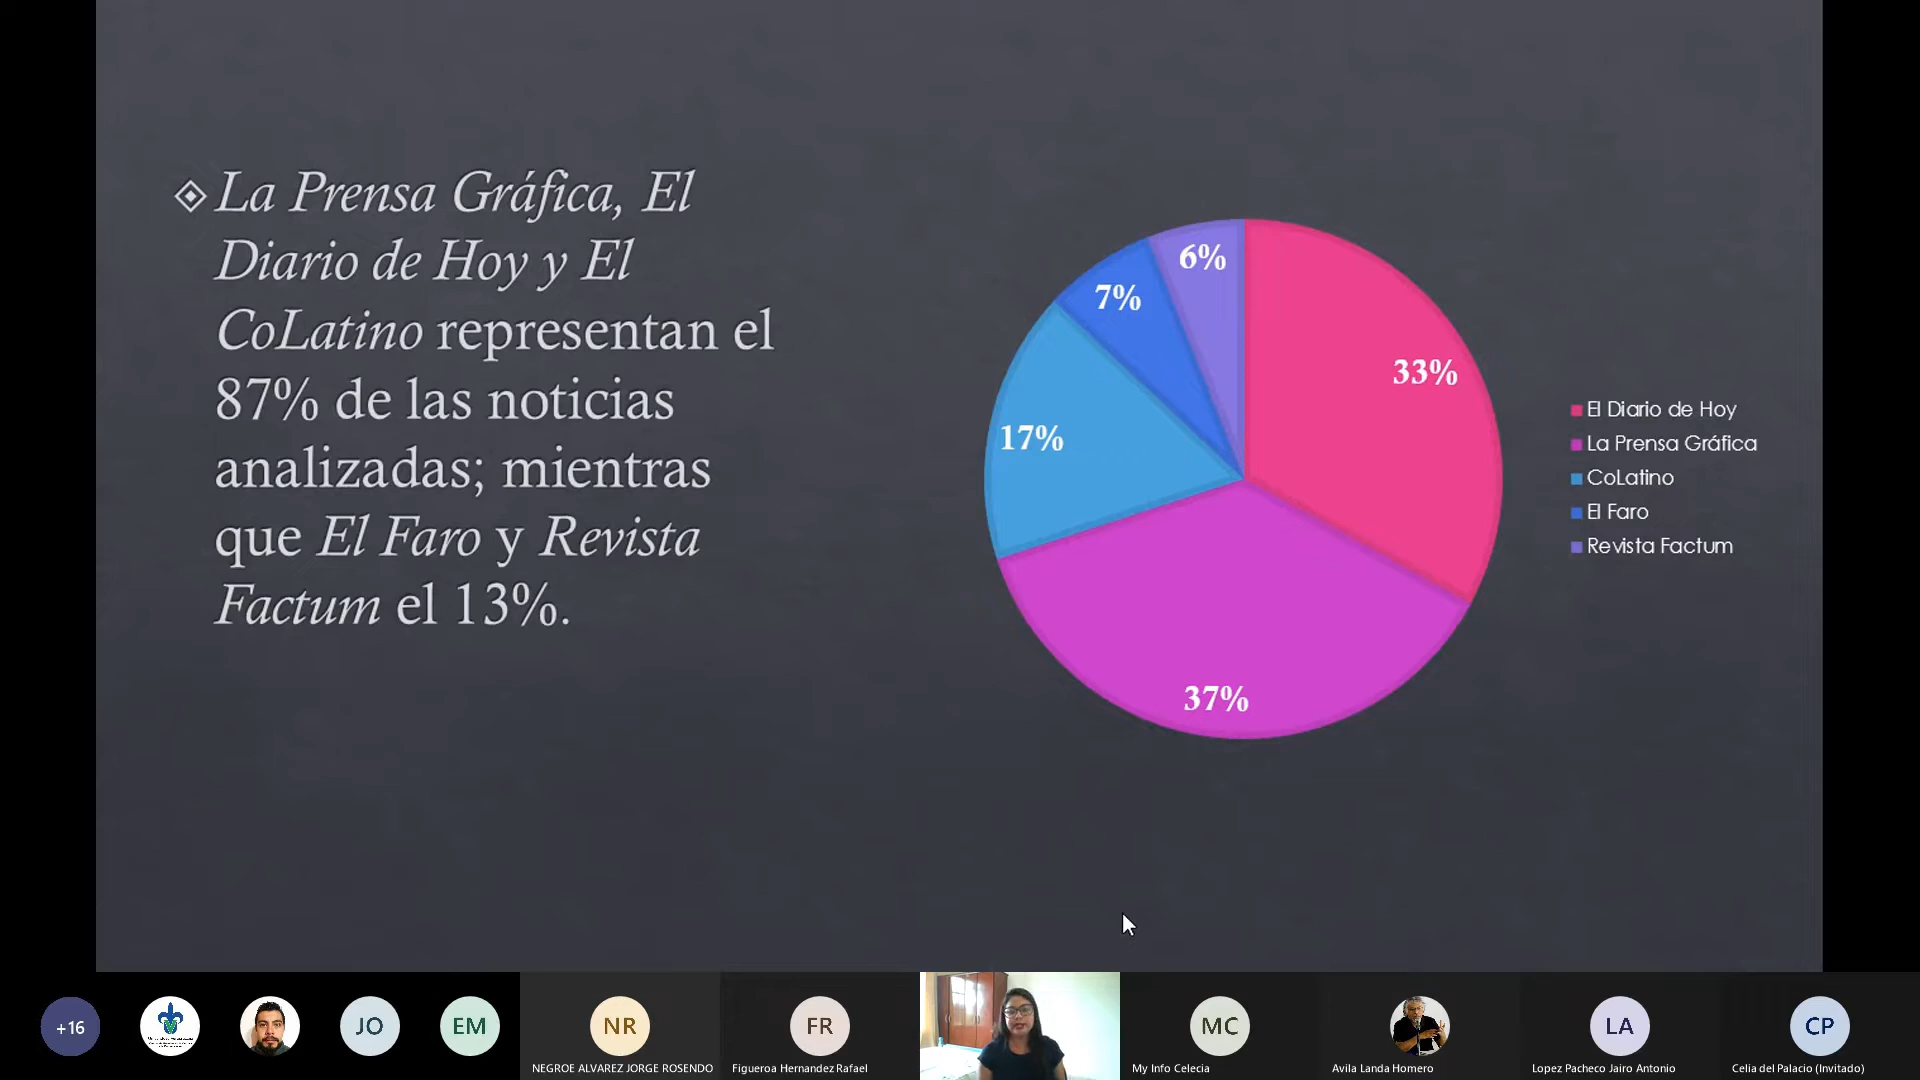 La Prensa Gráfica, El
Diario de Hoy y El
CoLatino representan el
87% de las noticias
analizadas; mientras
que El Faro y Revista
Factum el 13%.
6%
7%
33%
17%
37%
El Diario de Hoy
La Prensa Gráfica
CoLatino
El Faro
Revista Factum
+16
JO
EM
NR
NEGROE ALVAREZ JORGE ROSENDO
FR
Figueroa Hernandez Rafael
MC
My Info Celecia
Avila Landa Homero
LA
Lopez Pacheco Jairo Antonio
CP
Celia del Palacio (Invitado)